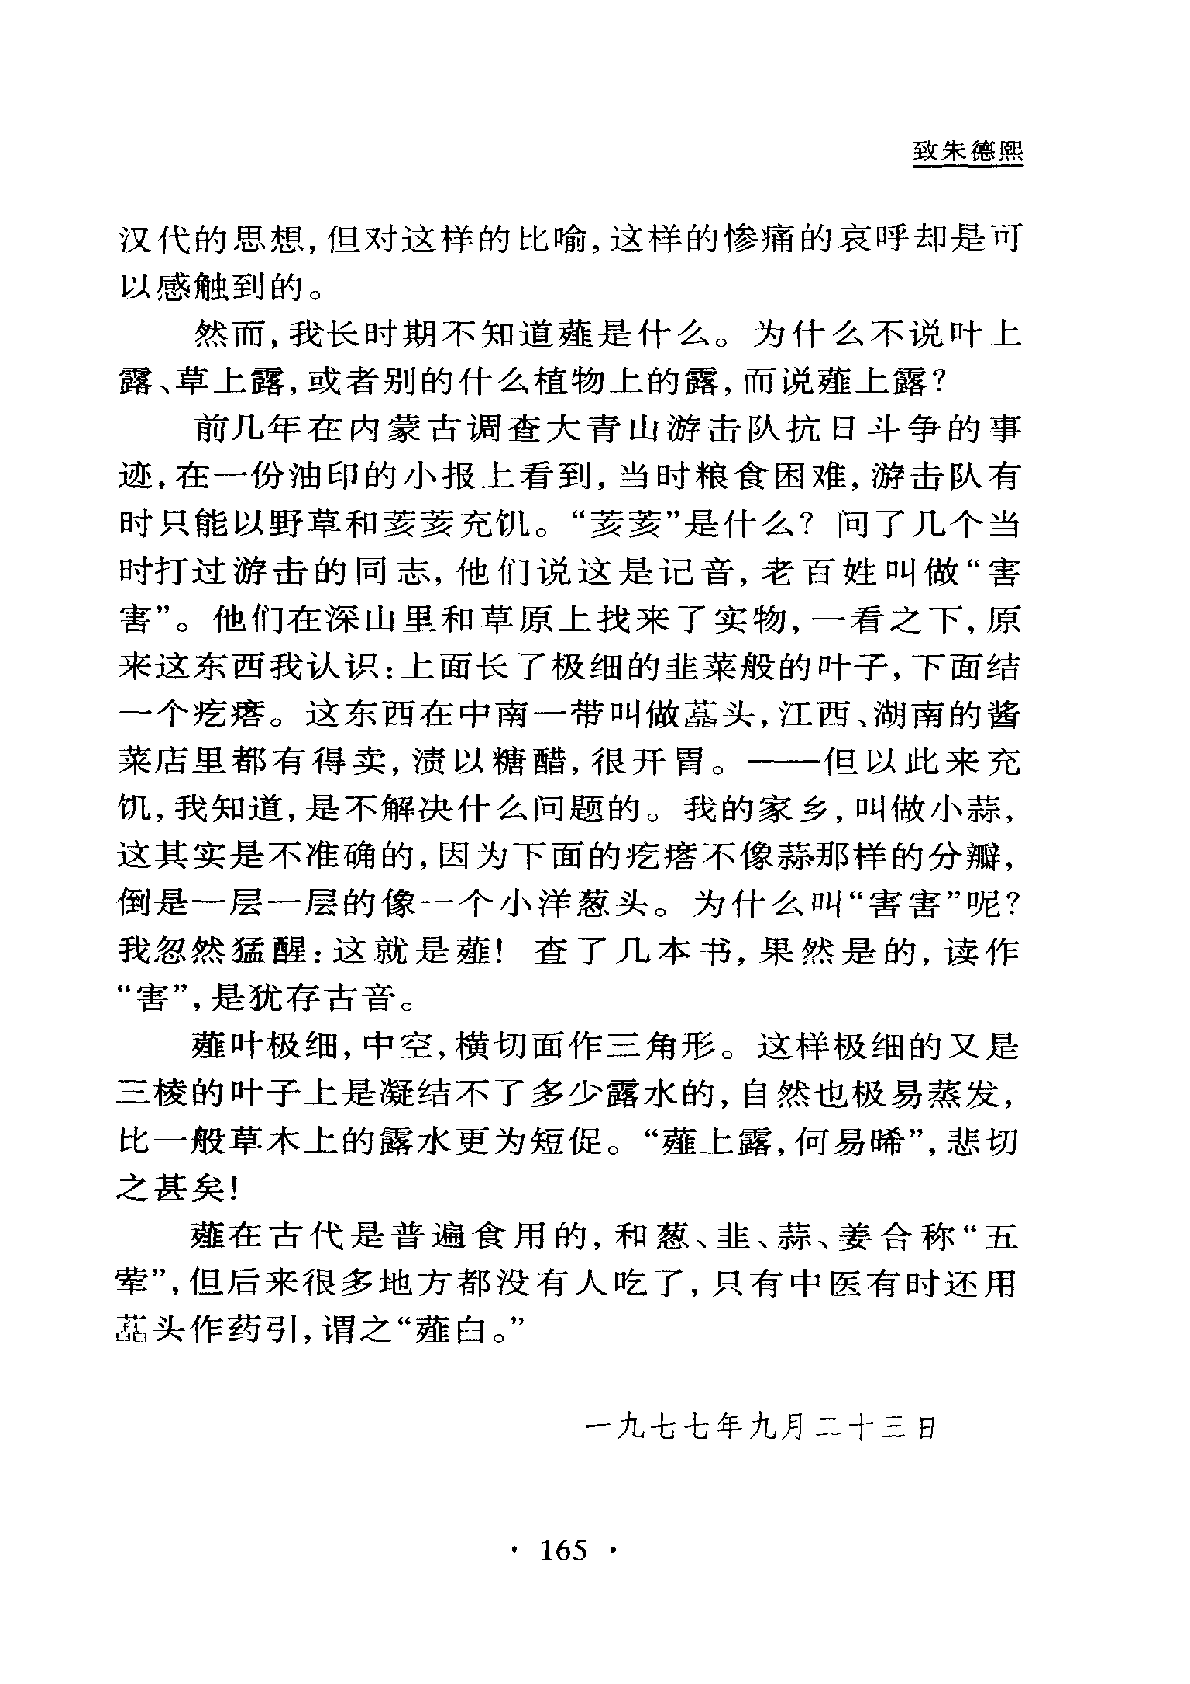 致朱德熙
汉代的思想,但对这样的比喻,这样的惨痛的哀呼却是可
以感触到的。
然而,我长时期不知道薤是什么。为什么不说叶上
露、草上露,或者别的什么植物上的露,而说薤上露?
前几年在内蒙古调查大青山游击队抗日斗争的事
迹,在一份油印的小报上看到,当时粮食困难,游击队有
时只能以野草和荄荄充饥。“荄荄”是什么?问了几个当
时打过游击的同志,他们说这是记音,老百姓叫做“害
害”。他们在深山里和草原上找来了实物,一看之下,原
来这东西我认识:上面长了极细的韭菜般的叶子,下面结
一个疙瘩。这东西在中南一带叫做藠头,江西、湖南的酱
菜店里都有得卖,渍以糖醋,很开胃。——但以此来充
饥,我知道,是不解决什么问题的。我的家乡,叫做小蒜,
这其实是不准确的,因为下面的疙瘩不像蒜那样的分瓣,
倒是一层一层的像一个小洋葱头。为什么叫“害害”呢?
我忽然猛醒:这就是薤!查了几本书,果然是的,读作
“害”,是犹存古音。
薤叶极细,中空,横切面作三角形。这样极细的又是
三棱的叶子上是凝结不了多少露水的,自然也极易蒸发,
比一般草木上的露水更为短促。“薤上露,何易晞”,悲切
之甚矣!
薤在古代是普遍食用的,和葱、韭、蒜、姜合称“五
荤”,但后来很多地方都没有人吃了,只有中医有时还用
藠头作药引,谓之“薤白。”
一九七七年九月二十三日
· 165 ·